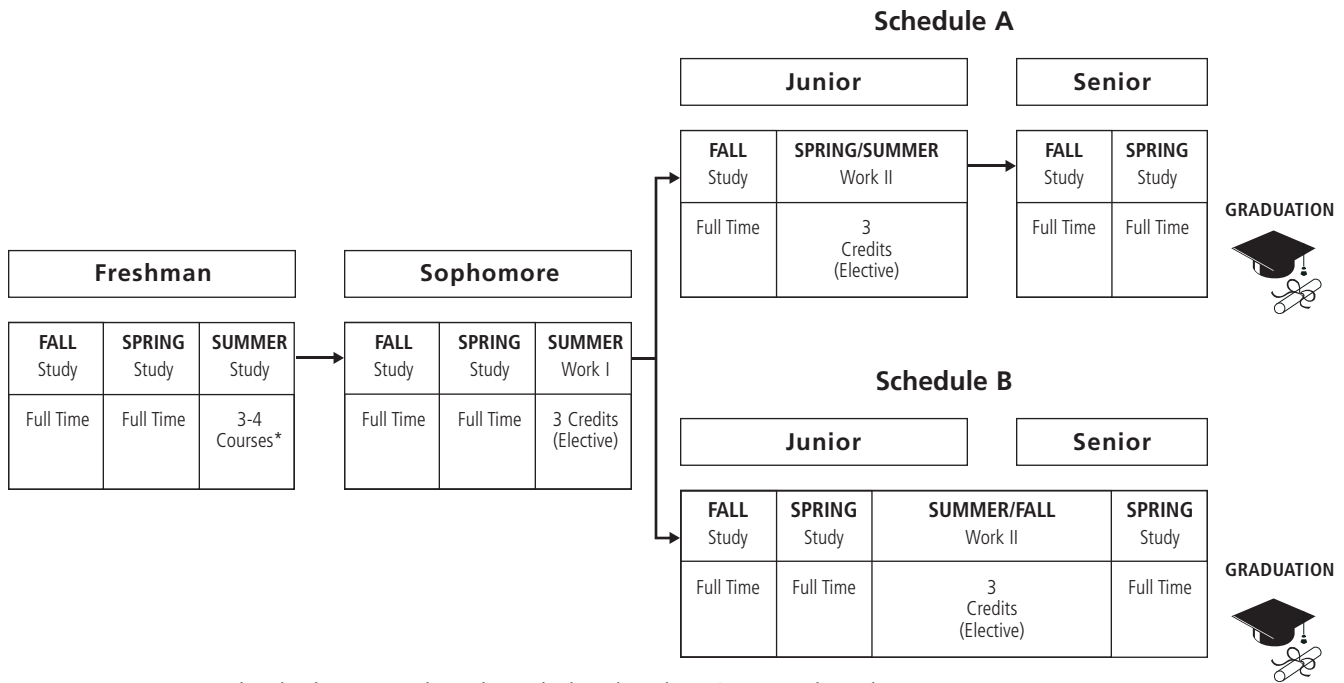 Schedule A
Junior
Senior
FALL
Study
SPRING/SUMMER
Work II
FALL
Study
SPRING
Study
Full Time
3
Credits
(Elective)
Full Time
Full Time
GRADUATION
Freshman
Sophomore
FALL
Study
SPRING
Study
SUMMER
Study
FALL
Study
SPRING
Study
SUMMER
Work I
Full Time
Full Time
3-4
Courses*
Full Time
Full Time
3 Credits
(Elective)
Schedule B
Junior
Senior
FALL
Study
SPRING
Study
SUMMER/FALL
Work II
SPRING
Study
Full Time
Full Time
3
Credits
(Elective)
Full Time
GRADUATION